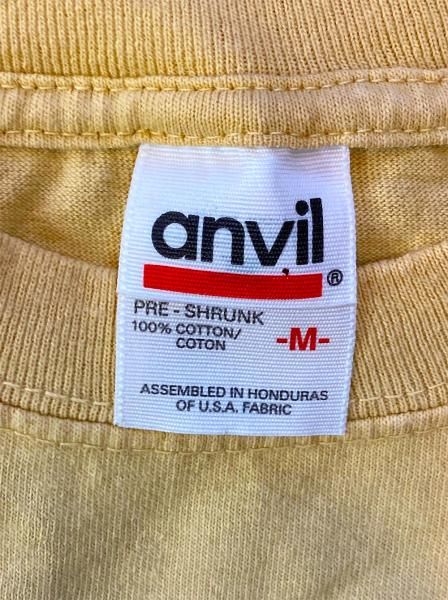 anvil
®
PRE - SHRUNK
100% COTTON/
COTON
-M-
ASSEMBLED IN HONDURAS
OF U.S.A. FABRIC